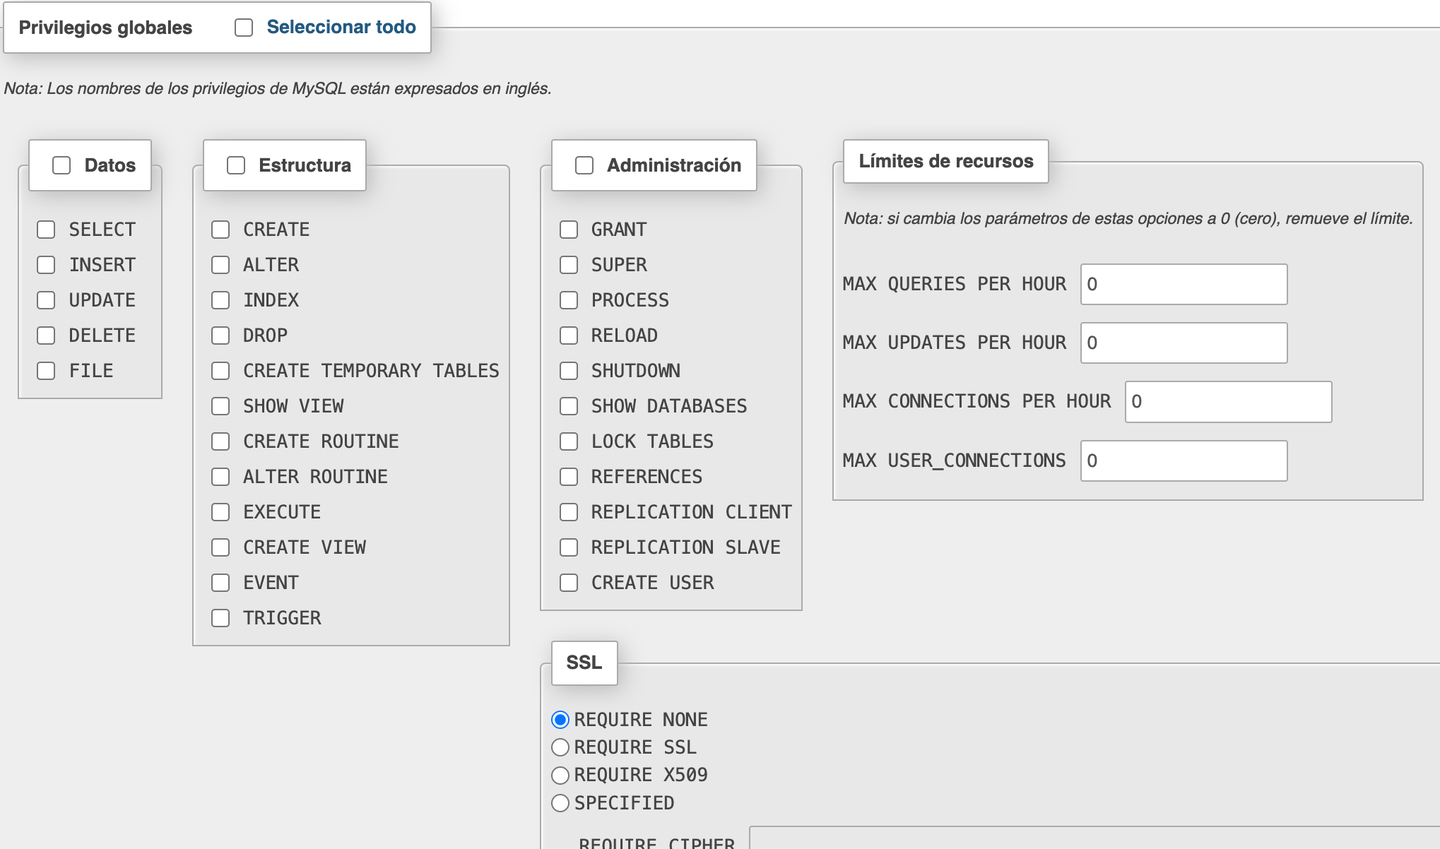 Privilegios globales Seleccionar todo
Nota: Los nombres de los privilegios de MySQL están expresados en inglés.
Datos
SELECT
INSERT
UPDATE
DELETE
FILE
Estructura
CREATE
ALTER
INDEX
DROP
CREATE TEMPORARY TABLES
SHOW VIEW
CREATE ROUTINE
ALTER ROUTINE
EXECUTE
CREATE VIEW
EVENT
TRIGGER
Administración
GRANT
SUPER
PROCESS
RELOAD
SHUTDOWN
SHOW DATABASES
LOCK TABLES
REFERENCES
REPLICATION CLIENT
REPLICATION SLAVE
CREATE USER
Límites de recursos
Nota: si cambia los parámetros de estas opciones a 0 (cero), remueve el límite.
MAX QUERIES PER HOUR 0
MAX UPDATES PER HOUR 0
MAX CONNECTIONS PER HOUR 0
MAX USER_CONNECTIONS 0
SSL
REQUIRE NONE
REQUIRE SSL
REQUIRE X509
SPECIFIED
REQUIRE CIPHER